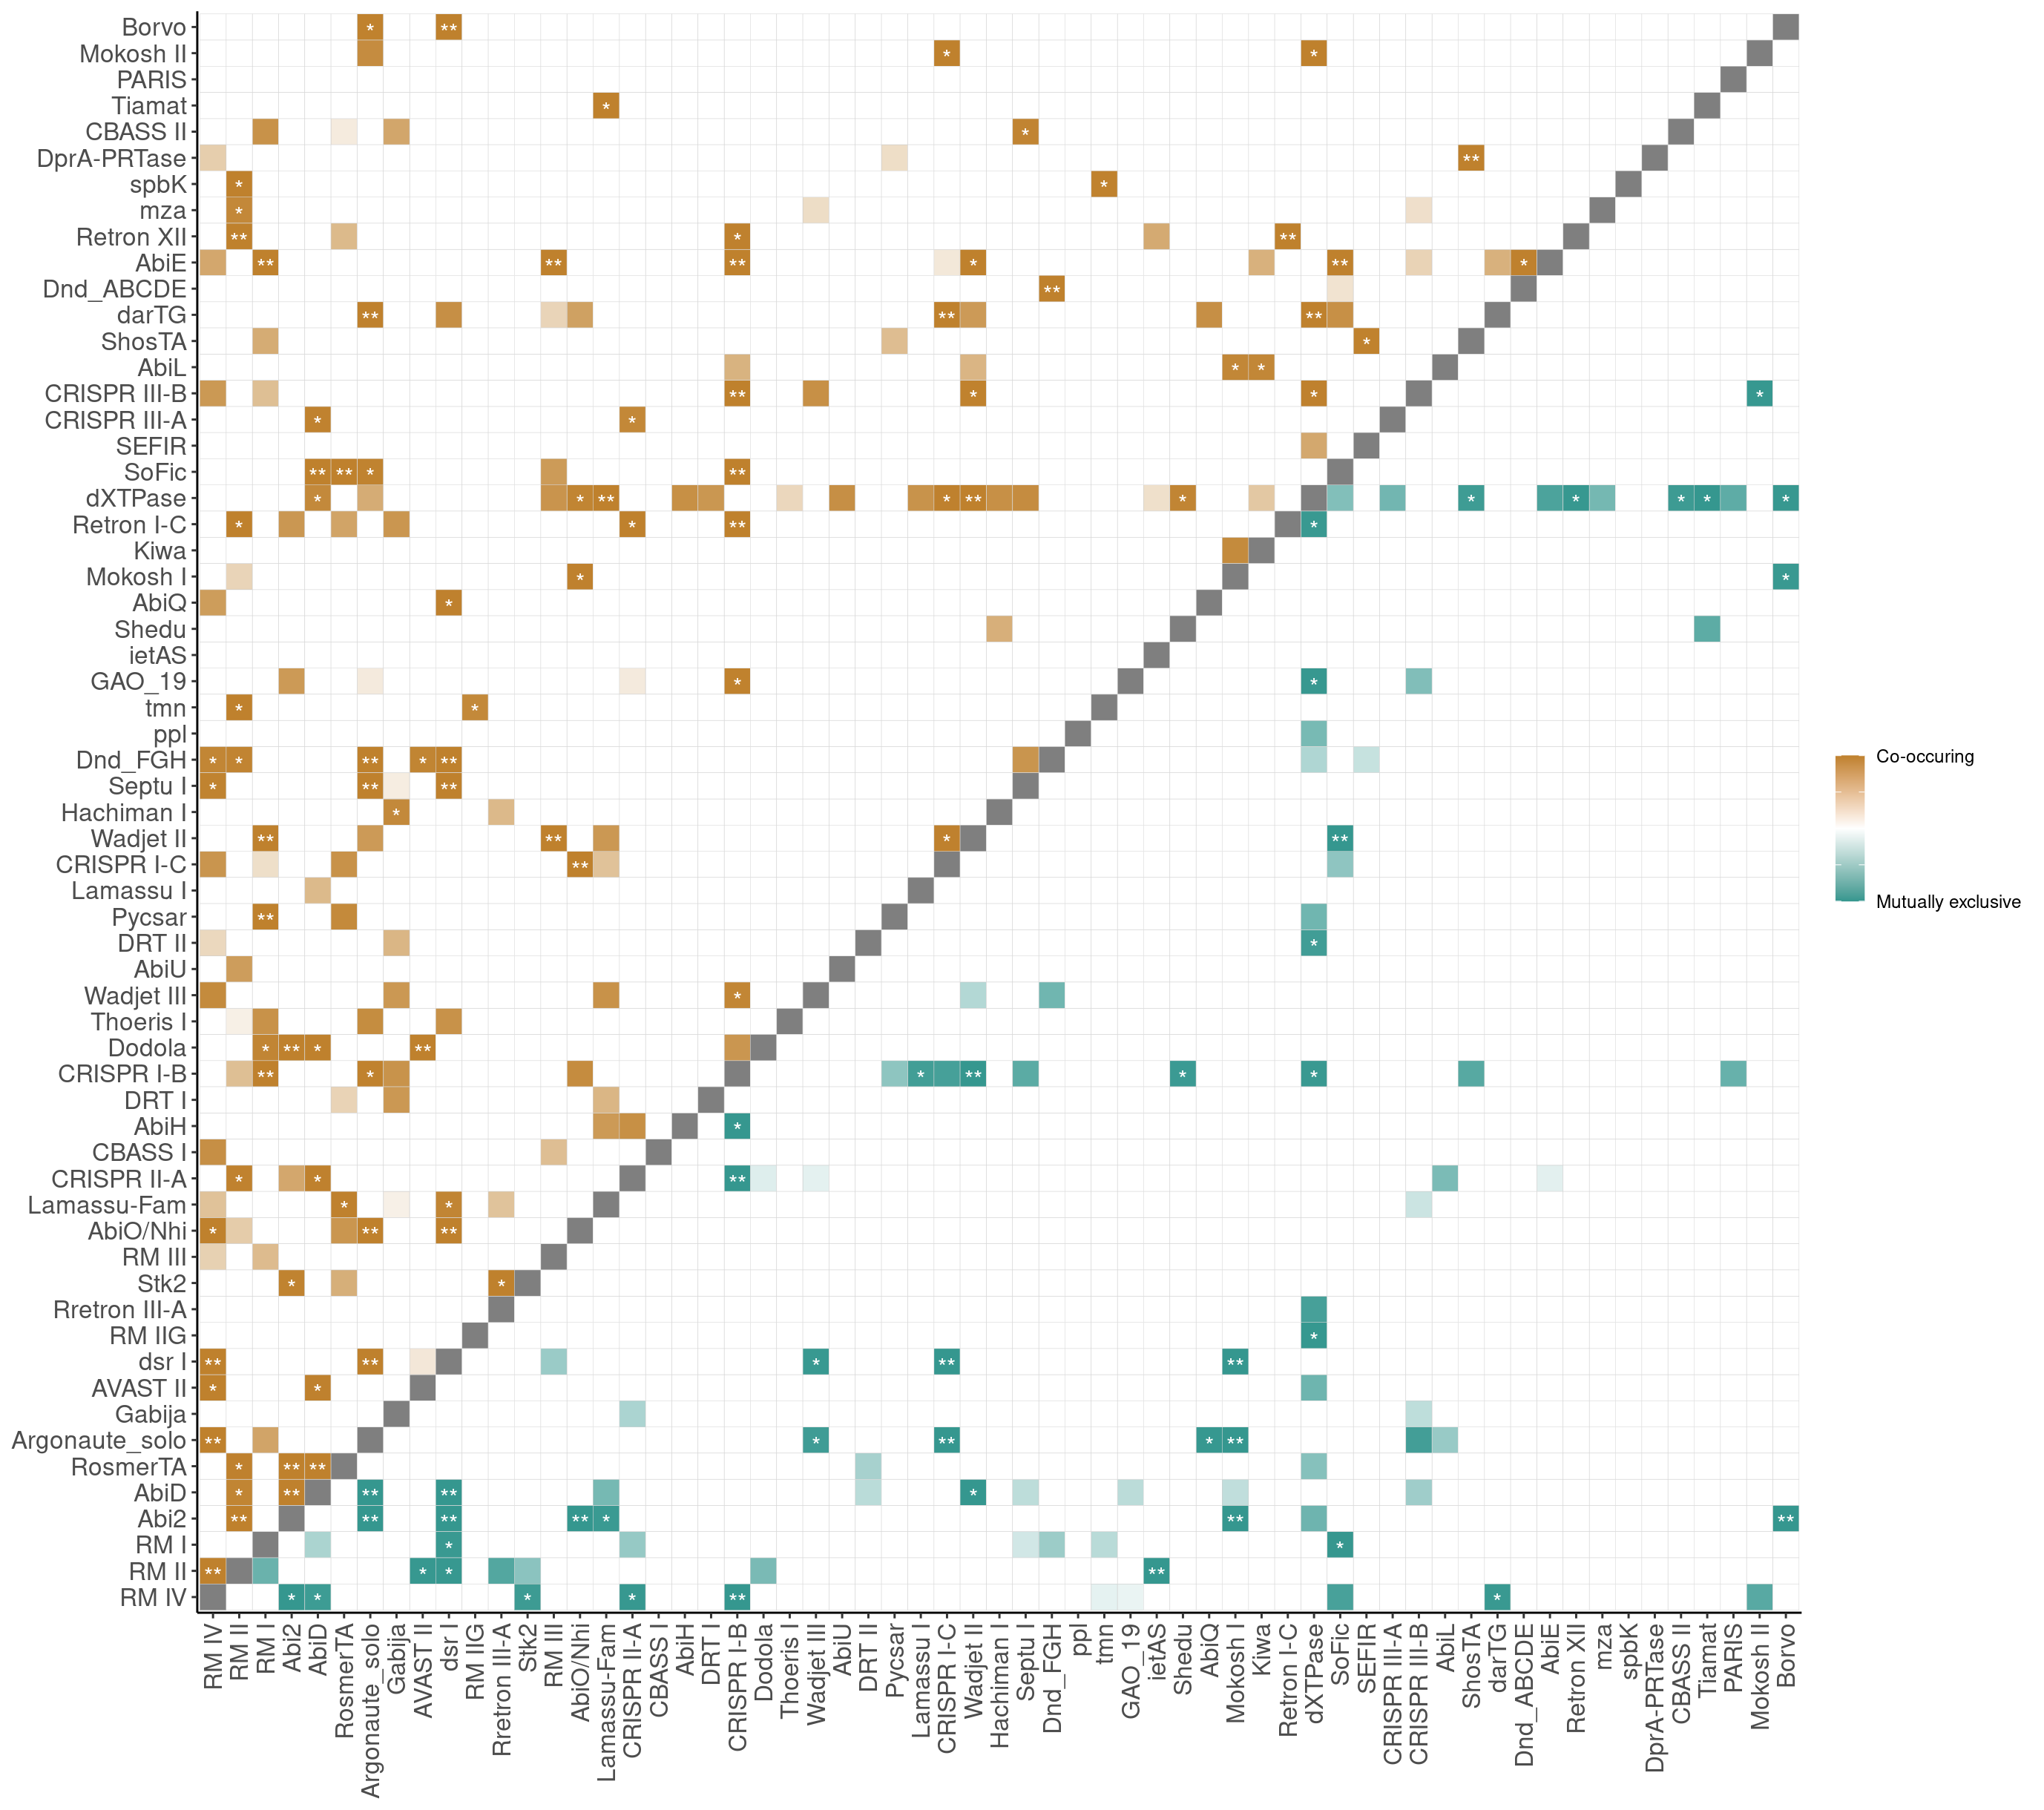 Borvo
Mokosh II
PARIS
Tiamat
CBASS II
DprA-PRTase
spbK
mza
Retron XII
AbiE
Dnd_ABCDE
darTG
ShosTA
AbiL
CRISPR III-B
CRISPR III-A
SEFIR
SoFic
dXTPase
Retron I-C
Kiwa
Mokosh I
AbiQ
Shedu
ietAS
GAO_19
tmn
ppl
Dnd_FGH
Septu I
Hachiman I
Wadjet II
CRISPR I-C
Lamassu I
Pycsar
DRT II
AbiU
Wadjet III
Thoeris I
Dodola
CRISPR I-B
DRT I
AbiH
CBASS I
CRISPR II-A
Lamassu-Fam
AbiO/Nhi
RM III
Stk2
Rretron III-A
RM IIG
dsr I
AVAST II
Gabija
Argonaute_solo
RosmerTA
AbiD
Abi2
RM I
RM II
RM IV
RM IV
RM II
RM I
Abi2
AbiD
RosmerTA
Argonaute_solo
Gabija
AVAST II
dsr I
RM IIG
Rretron III-A
Stk2
RM III
AbiO/Nhi
Lamassu-Fam
CRISPR II-A
CBASS I
AbiH
DRT I
CRISPR I-B
Dodola
Thoeris I
Wadjet III
AbiU
DRT II
Pycsar
Lamassu I
CRISPR I-C
Wadjet II
Hachiman I
Septu I
Dnd_FGH
ppl
tmn
GAO_19
ietAS
Shedu
AbiQ
Mokosh I
Kiwa
Retron I-C
dXTPase
SoFic
SEFIR
CRISPR III-A
CRISPR III-B
AbiL
ShosTA
darTG
Dnd_ABCDE
AbiE
Retron XII
mza
spbK
DprA-PRTase
CBASS II
Tiamat
PARIS
Mokosh II
Borvo
Co-occuring
Mutually exclusive